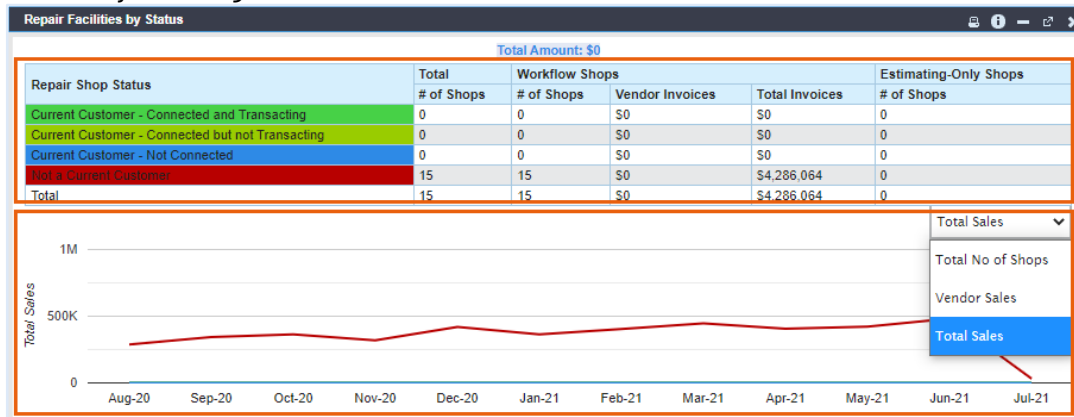 Repair Facilities by Status
Total Amount: $0
Repair Shop Status Total Workflow Shops Estimating-Only Shops
# of Shops # of Shops Vendor Invoices Total Invoices # of Shops
Current Customer - Connected and Transacting 0 0 $0 $0 0
Current Customer - Connected but not Transacting 0 0 $0 $0 0
Current Customer - Not Connected 0 0 $0 $0 0
Not a Current Customer 15 15 $0 $4,286,064 0
Total 15 15 $0 $4,286,064 0
Total Sales
Total No of Shops
Vendor Sales
Total Sales
Total Sales
1M
500K
0
Aug-20 Sep-20 Oct-20 Nov-20 Dec-20 Jan-21 Feb-21 Mar-21 Apr-21 May-21 Jun-21 Jul-21